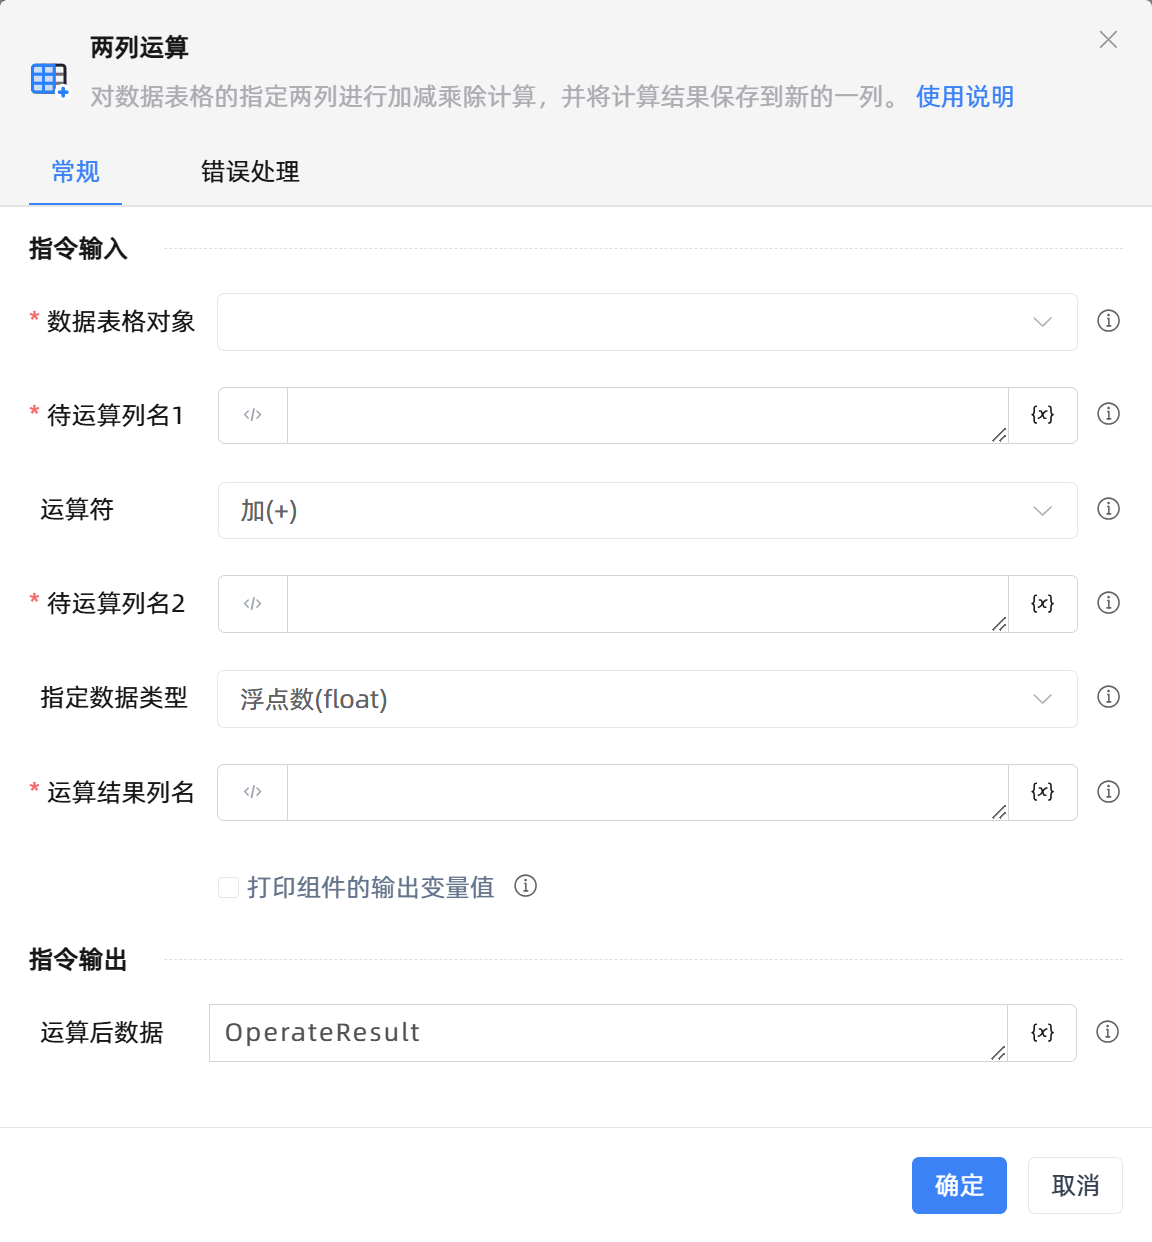 两列运算
对数据表格的指定两列进行加减乘除计算，并将计算结果保存到新的一列。 使用说明
常规 错误处理
指令输入
* 数据表格对象
* 待运算列名1 </> {x}
运算符 加(+)
* 待运算列名2 </> {x}
指定数据类型 浮点数(float)
* 运算结果列名 </> {x}
打印组件的输出变量值
指令输出
运算后数据 OperateResult {x}
确定 取消